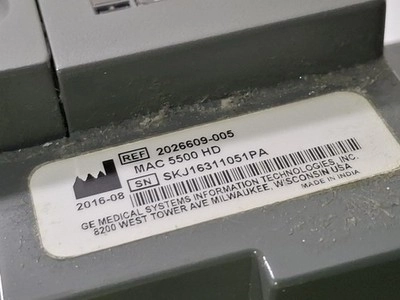 REF 2026609-005
MAC 5500 HD
SN SKJ16311051PA
2016-08
GE MEDICAL SYSTEMS INFORMATION TECHNOLOGIES, INC.
8200 WEST TOWER AVE MILWAUKEE, WISCONSIN USA
MADE IN INDIA